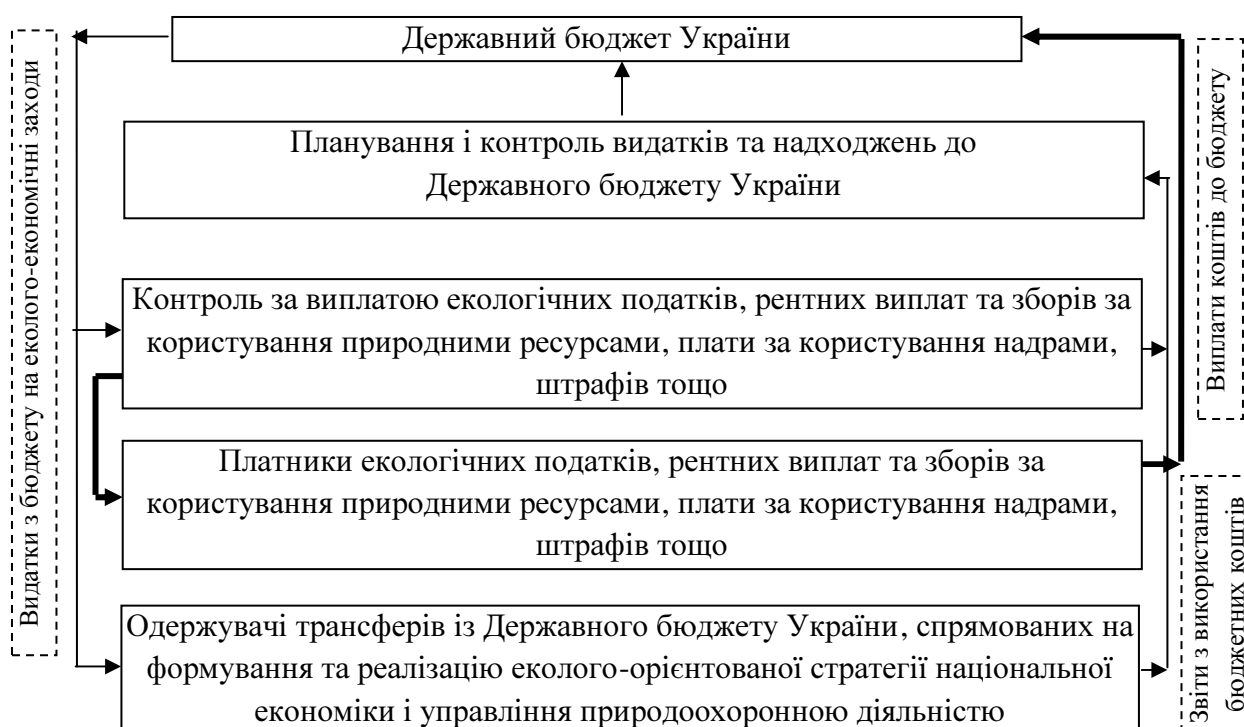 Державний бюджет України
Планування і контроль видатків та надходжень до
Державного бюджету України
Контроль за виплатою екологічних податків, рентних виплат та зборів за
користування природними ресурсами, плати за користування надрами,
штрафів тощо
Платники екологічних податків, рентних виплат та зборів за
користування природними ресурсами, плати за користування надрами,
штрафів тощо
Одержувачі трансферів із Державного бюджету України, спрямованих на
формування та реалізацію еколого-орієнтованої стратегії національної
економіки і управління природоохоронною діяльністю
Видатки з бюджету на еколого-економічні заходи
Виплати коштів до бюджету
Звіти з використання
бюджетних коштів